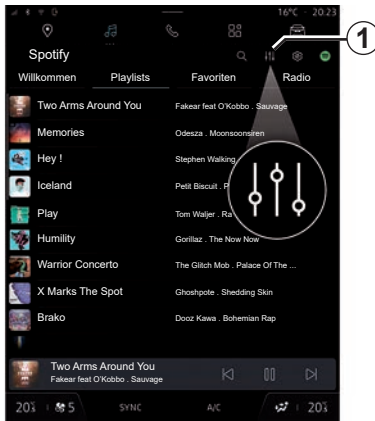 16°C 20:23
1
Spotify
Willkommen Playlists Favoriten Radio
Two Arms Around You Fakear feat O'Kobbo . Sauvage
Memories Odesza . Moonsoonsiren
Hey ! Stephen Walking
Iceland Petit Biscuit . P
Play Tom Waljer . Ra
Humility Gorillaz . The Now Now
Warrior Concerto The Glitch Mob . Palace Of The ...
X Marks The Spot Ghoshpote . Shedding Skin
Brako Dooz Kawa . Bohemian Rap
Two Arms Around You
Fakear feat O'Kobbo . Sauvage
5 SYNC A/C